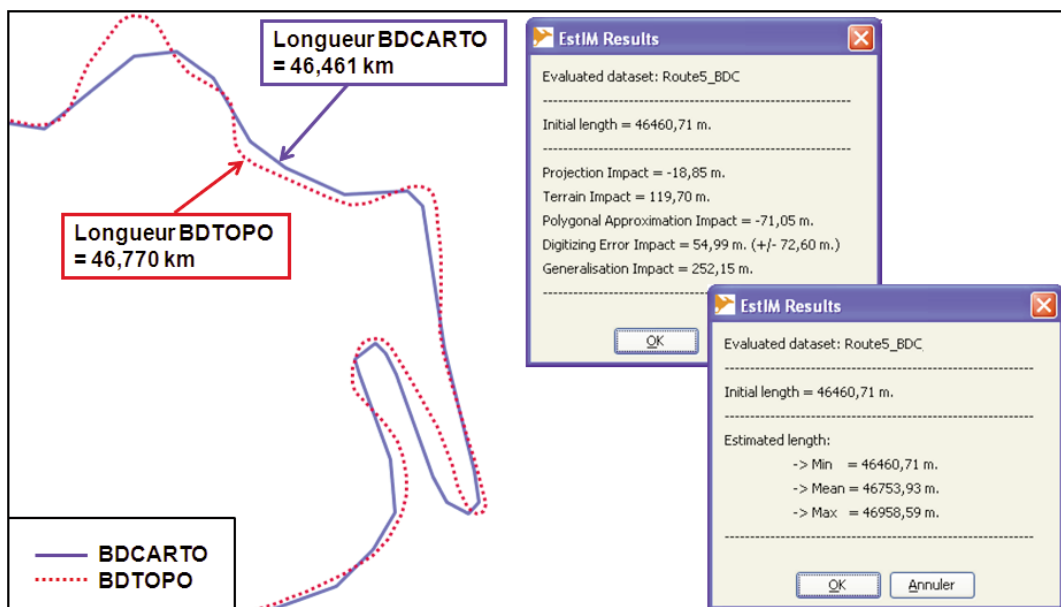 Longueur BDCARTO
= 46,461 km
Longueur BDTOPO
= 46,770 km
BDCARTO
BDTOPO
EstIM Results
Evaluated dataset: Route5_BDC
Initial length = 46460,71 m.
Projection Impact = -18,85 m.
Terrain Impact = 119,70 m.
Polygonal Approximation Impact = -71,05 m.
Digitizing Error Impact = 54,99 m. (+/- 72,60 m.)
Generalisation Impact = 252,15 m.
OK
EstIM Results
Evaluated dataset: Route5_BDC
Initial length = 46460,71 m.
Estimated length:
-> Min = 46460,71 m.
-> Mean = 46753,93 m.
-> Max = 46958,59 m.
OK Annuler